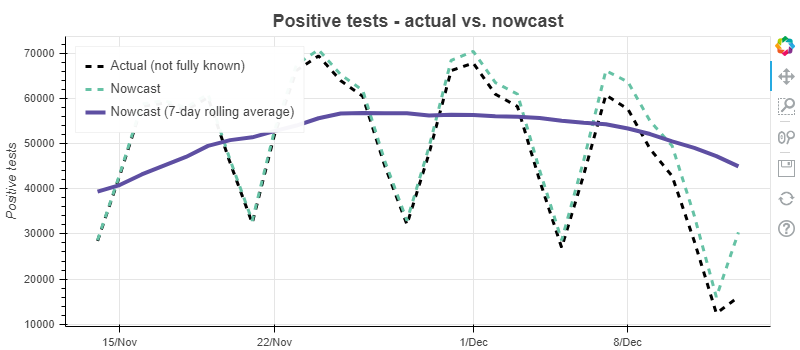 Positive tests - actual vs. nowcast
Actual (not fully known)
Nowcast
Nowcast (7-day rolling average)
Positive tests
70000
60000
50000
40000
30000
20000
10000
15/Nov
22/Nov
1/Dec
8/Dec